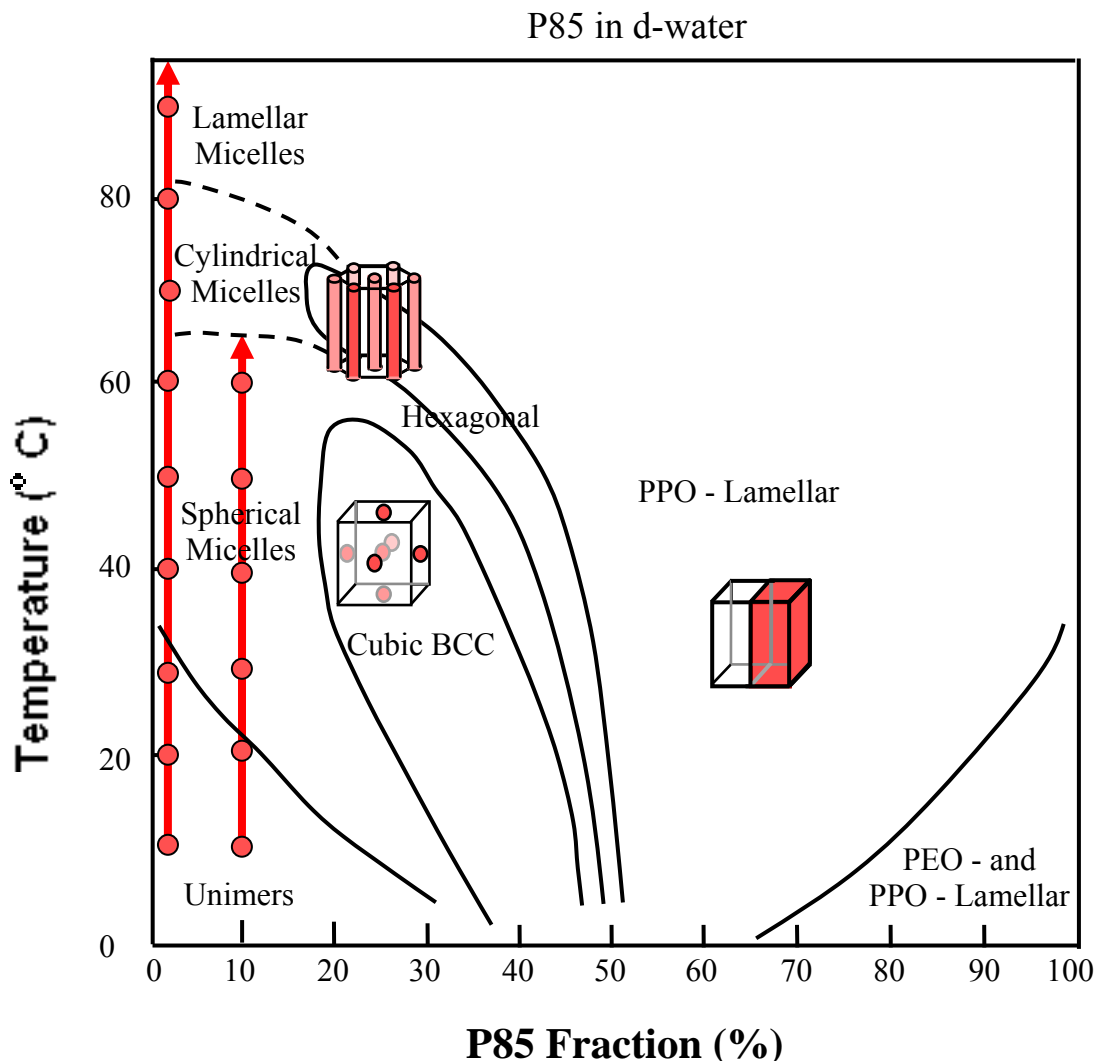 P85 in d-water
Lamellar
Micelles
80
Cylindrical
Micelles
60
Hexagonal
PPO - Lamellar
Spherical
Micelles
40
Cubic BCC
20
PEO - and
PPO - Lamellar
Unimers
0
0 10 20 30 40 50 60 70 80 90 100
P85 Fraction (%)
Temperature (° C)